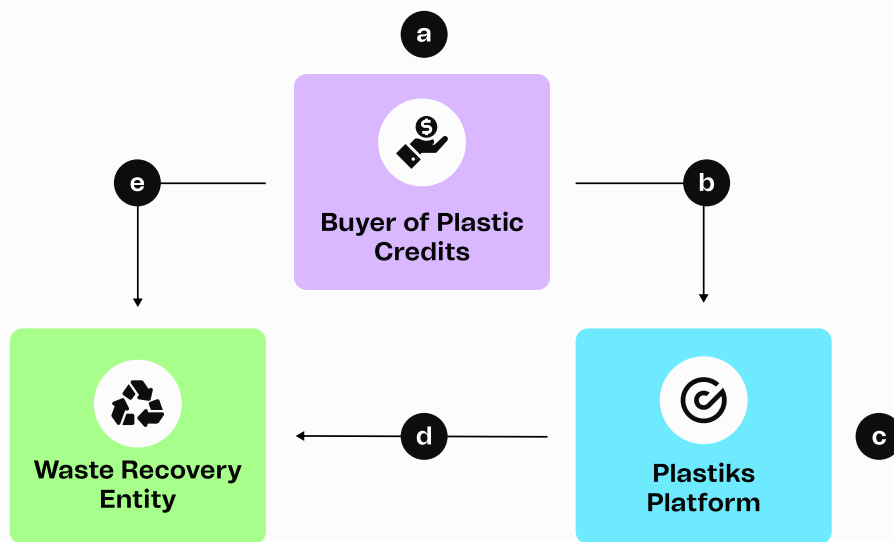 a
e
b
Buyer of Plastic
Credits
Waste Recovery
Entity
d
Plastiks
Platform
c